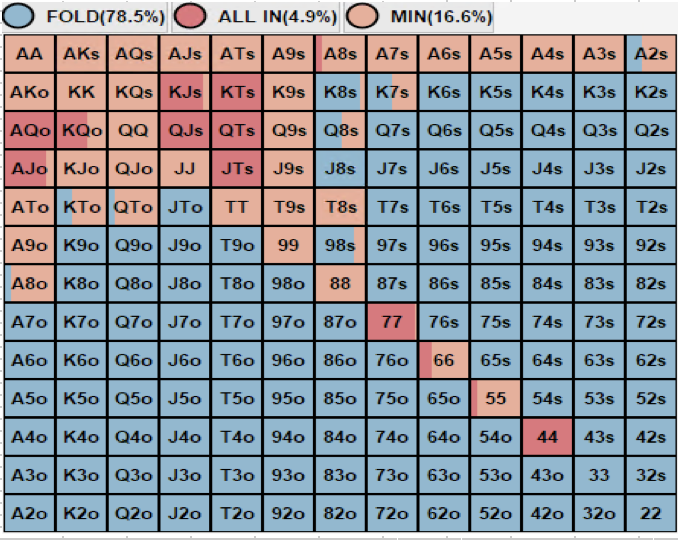 FOLD(78.5%) ALL IN(4.9%) MIN(16.6%)
AA AKs AQs AJs ATs A9s A8s A7s A6s A5s A4s A3s A2s
AKo KK KQs KJs KTs K9s K8s K7s K6s K5s K4s K3s K2s
AQo KQo QQ QJs QTs Q9s Q8s Q7s Q6s Q5s Q4s Q3s Q2s
AJo KJo QJo JJ JTs J9s J8s J7s J6s J5s J4s J3s J2s
ATo KTo QTo JTo TT T9s T8s T7s T6s T5s T4s T3s T2s
A9o K9o Q9o J9o T9o 99 98s 97s 96s 95s 94s 93s 92s
A8o K8o Q8o J8o T8o 98o 88 87s 86s 85s 84s 83s 82s
A7o K7o Q7o J7o T7o 97o 87o 77 76s 75s 74s 73s 72s
A6o K6o Q6o J6o T6o 96o 86o 76o 66 65s 64s 63s 62s
A5o K5o Q5o J5o T5o 95o 85o 75o 65o 55 54s 53s 52s
A4o K4o Q4o J4o T4o 94o 84o 74o 64o 54o 44 43s 42s
A3o K3o Q3o J3o T3o 93o 83o 73o 63o 53o 43o 33 32s
A2o K2o Q2o J2o T2o 92o 82o 72o 62o 52o 42o 32o 22